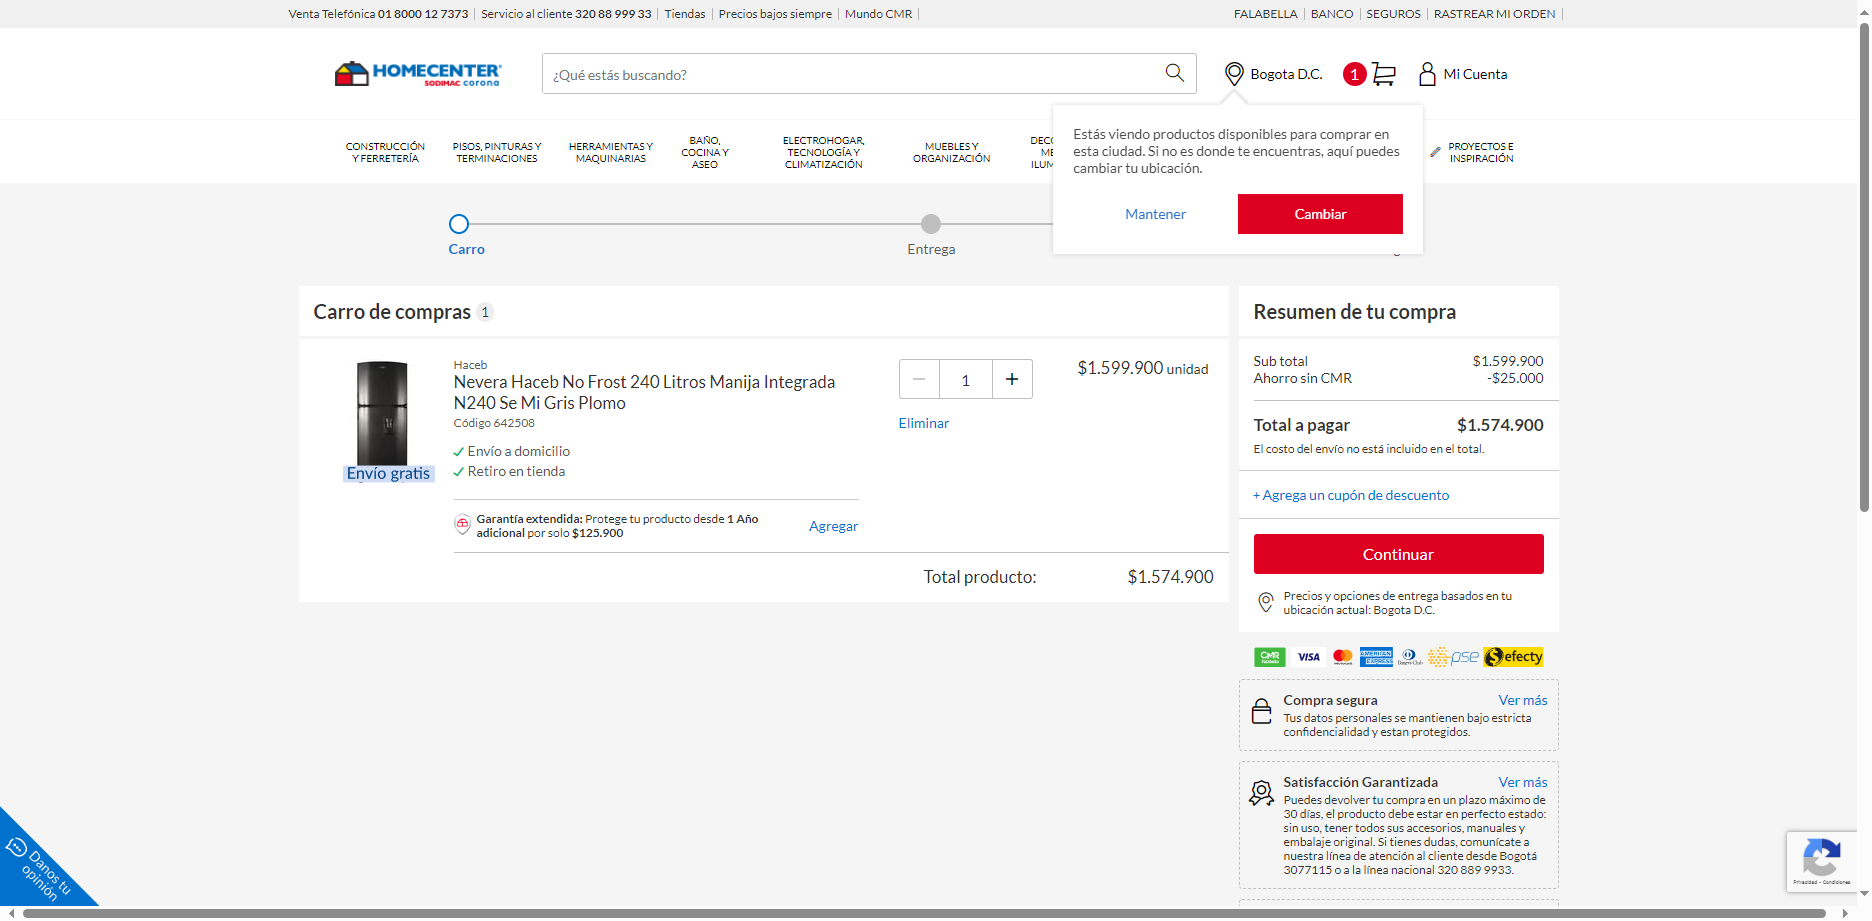 Venta Telefónica 01 8000 12 7373 | Servicio al cliente 320 88 999 33 | Tiendas | Precios bajos siempre | Mundo CMR |
FALABELLA | BANCO | SEGUROS | RASTREAR MI ORDEN |
HOMECENTER
SODIMAC corona
¿Qué estás buscando?
Bogota D.C.
1
Mi Cuenta
CONSTRUCCIÓN
Y FERRETERÍA
PISOS, PINTURAS Y
TERMINACIONES
HERRAMIENTAS Y
MAQUINARIAS
BAÑO,
COCINA Y
ASEO
ELECTROHOGAR,
TECNOLOGÍA Y
CLIMATIZACIÓN
MUEBLES Y
ORGANIZACIÓN
DECO
ME
ILUM
PROYECTOS E
INSPIRACIÓN
Estás viendo productos disponibles para comprar en
esta ciudad. Si no es donde te encuentras, aquí puedes
cambiar tu ubicación.
Mantener
Cambiar
Carro
Entrega
Carro de compras 1
Haceb
Nevera Haceb No Frost 240 Litros Manija Integrada
N240 Se Mi Gris Plomo
Código 642508
Envío a domicilio
Retiro en tienda
Envío gratis
1
Eliminar
$1.599.900 unidad
Garantía extendida: Protege tu producto desde 1 Año
adicional por solo $125.900
Agregar
Total producto: $1.574.900
Resumen de tu compra
Sub total $1.599.900
Ahorro sin CMR -$25.000
Total a pagar $1.574.900
El costo del envío no está incluido en el total.
+ Agrega un cupón de descuento
Continuar
Precios y opciones de entrega basados en tu
ubicación actual: Bogota D.C.
CMR VISA AMERICAN EXPRESS pse efecty
Compra segura Ver más
Tus datos personales se mantienen bajo estricta
confidencialidad y estan protegidos.
Satisfacción Garantizada Ver más
Puedes devolver tu compra en un plazo máximo de
30 días, el producto debe estar en perfecto estado:
sin uso, tener todos sus accesorios, manuales y
embalaje original. Si tienes dudas, comunícate a
nuestra línea de atención al cliente desde Bogotá
3077115 o a la línea nacional 320 889 9933.
Danos tu
opinión
Privacidad - Condiciones